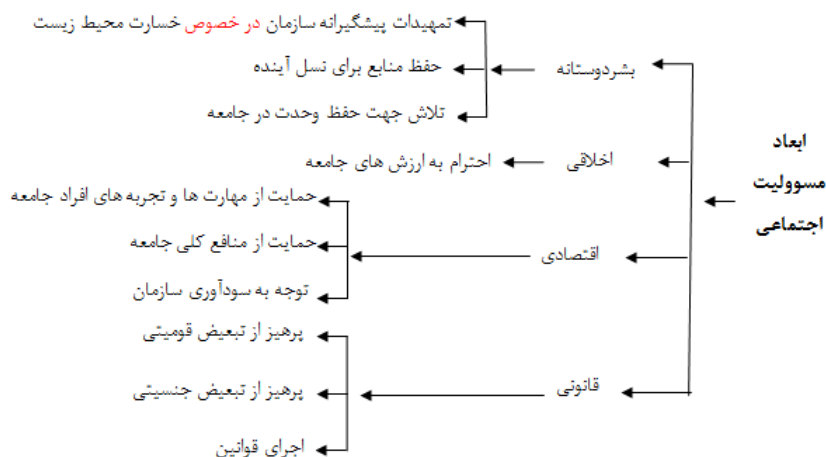 ابعاد
مسوولیت
اجتماعی
بشردوستانه
تمهیدات پیشگیرانه سازمان در خصوص خسارت محیط زیست
حفظ منابع برای نسل آینده
تلاش جهت حفظ وحدت در جامعه
اخلاقی
احترام به ارزش های جامعه
اقتصادی
حمایت از مهارت ها و تجربه های افراد جامعه
حمایت از منافع کلی جامعه
توجه به سودآوری سازمان
قانونی
پرهیز از تبعیض قومیتی
پرهیز از تبعیض جنسیتی
اجرای قوانین